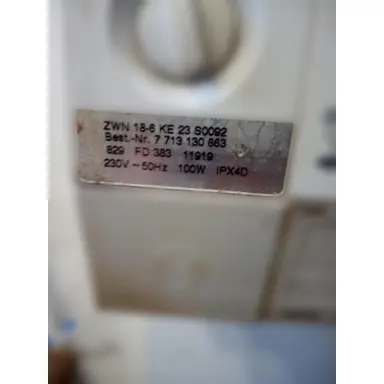 ZWN 18-6 KE 23 S0092
Best.-Nr. 7 713 130 863
829 FD 383 11919
230V ~ 50Hz 100W IPX4D